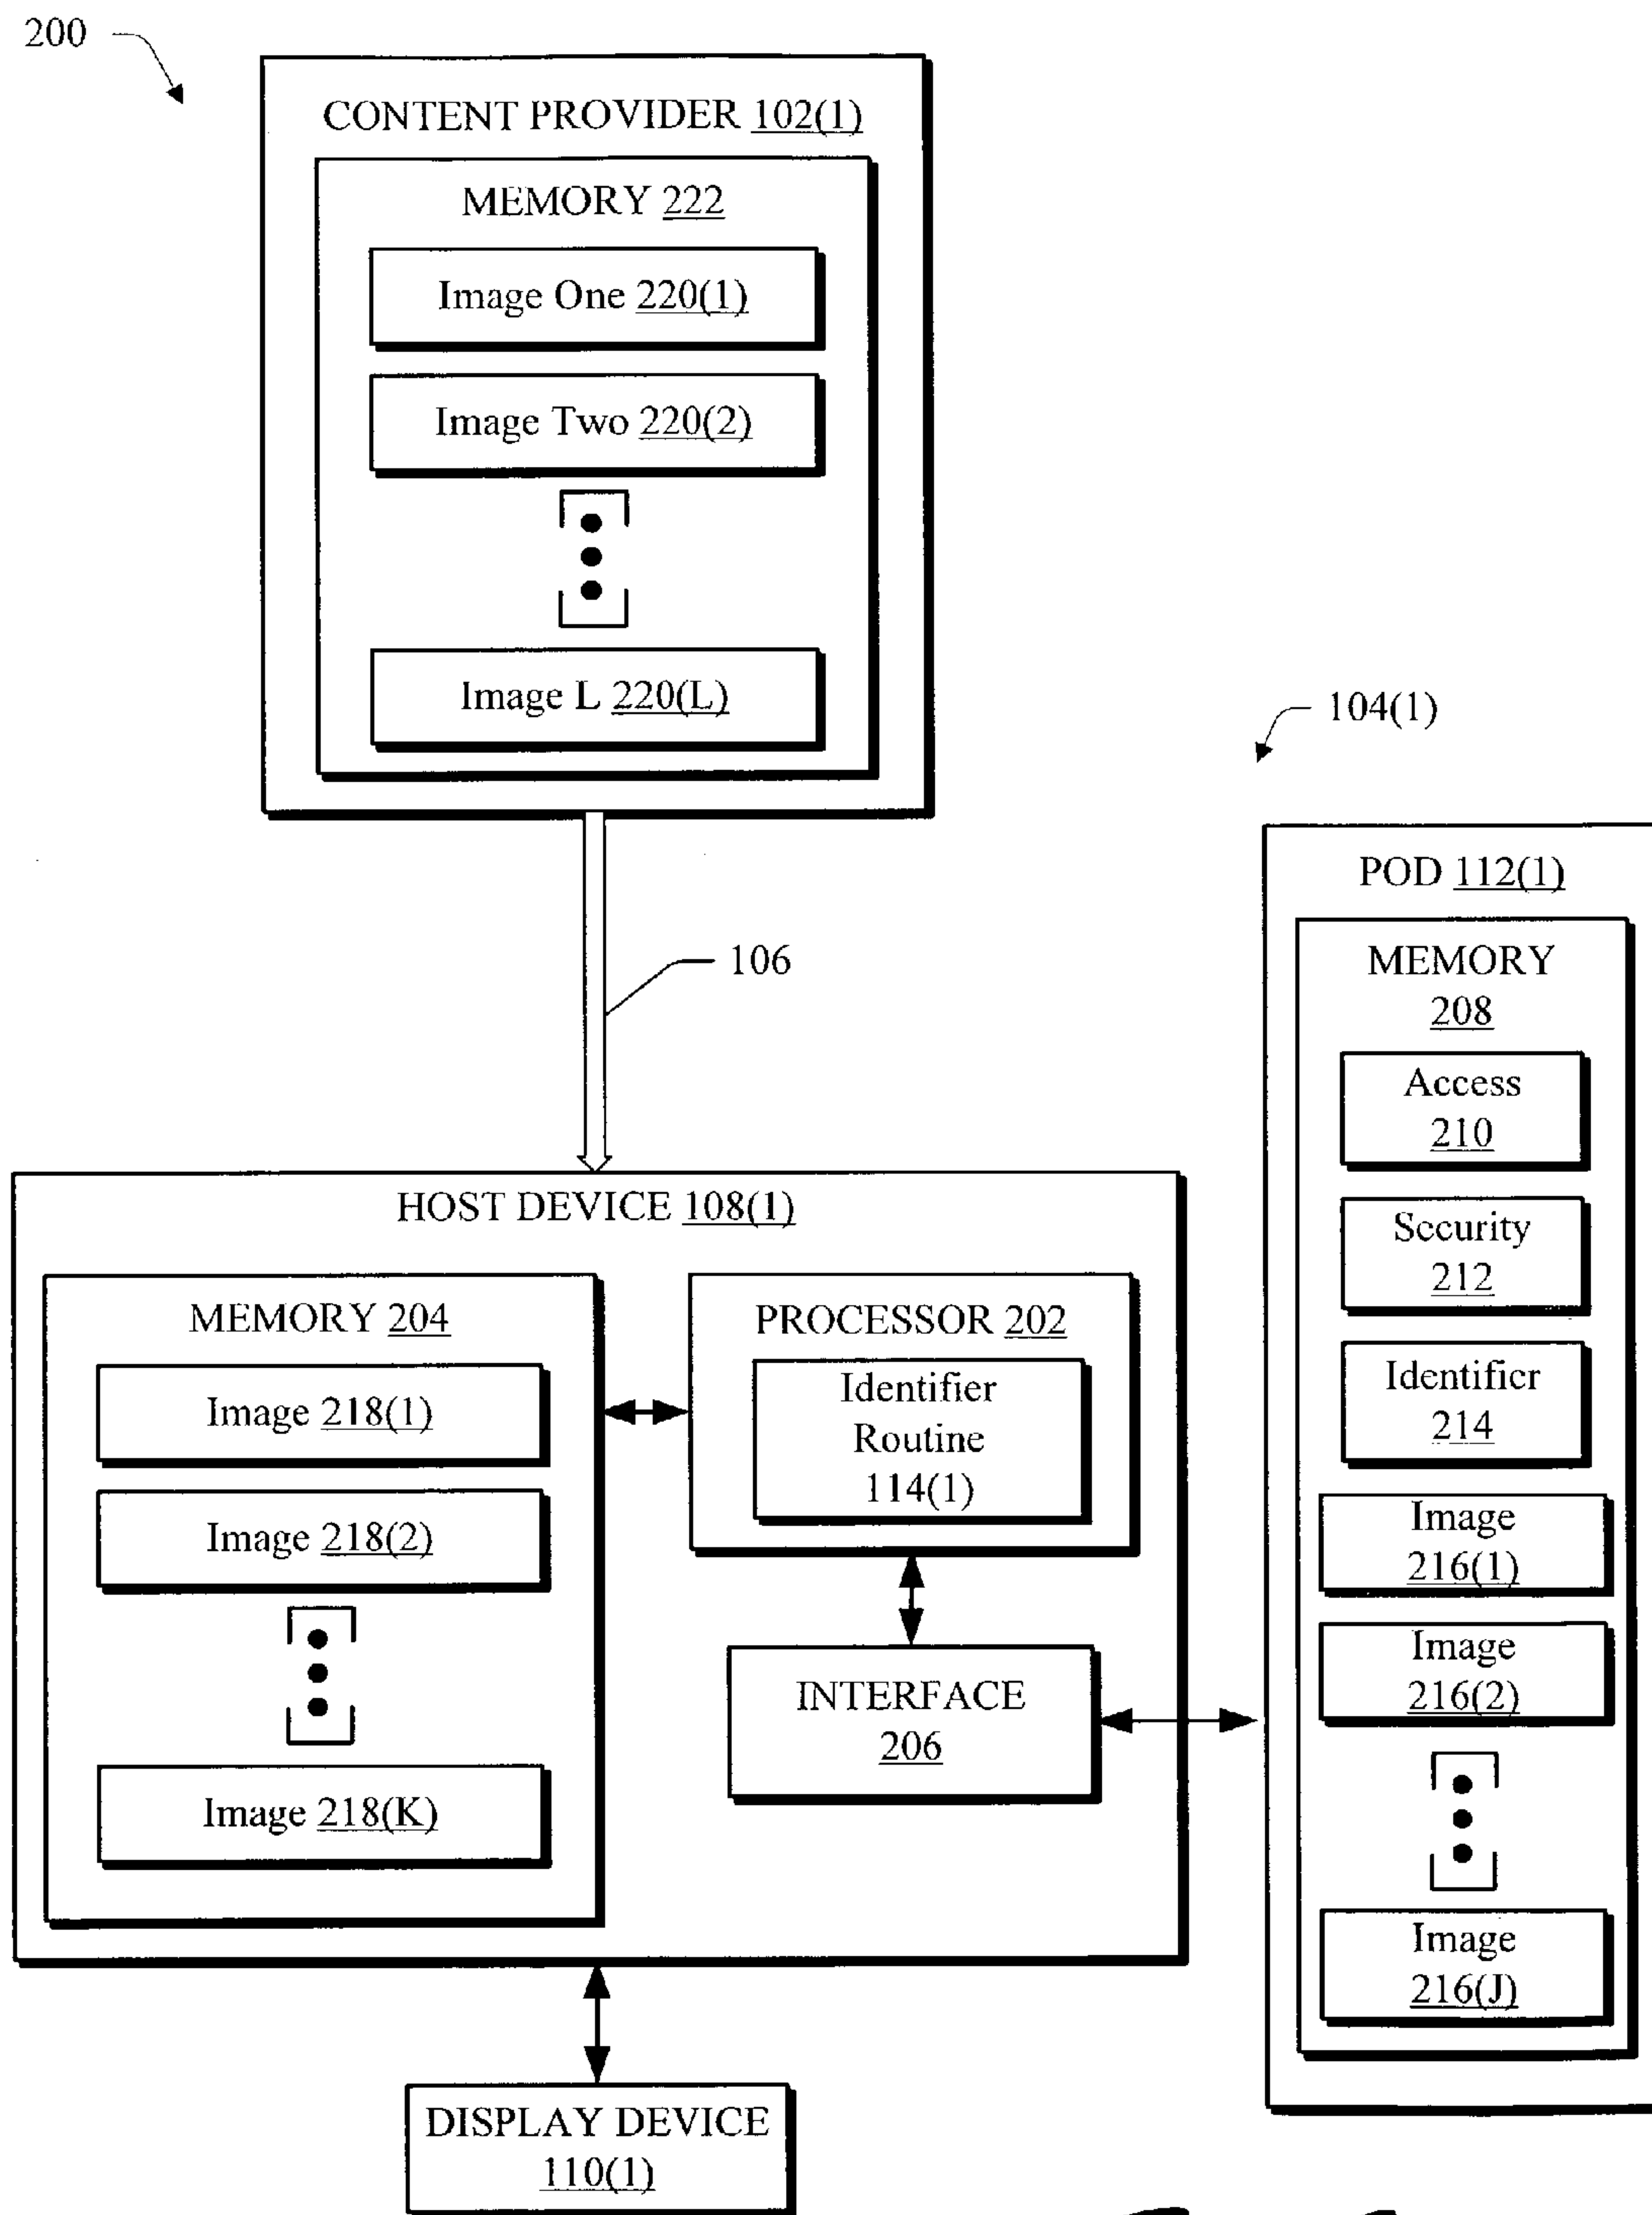 200
CONTENT PROVIDER 102(1)
MEMORY 222
Image One 220(1)
Image Two 220(2)
Image L 220(L)
104(1)
POD 112(1)
MEMORY
208
Access
210
Security
212
Identifier
214
Image
216(1)
Image
216(2)
Image
216(J)
106
HOST DEVICE 108(1)
MEMORY 204
Image 218(1)
Image 218(2)
Image 218(K)
PROCESSOR 202
Identifier
Routine
114(1)
INTERFACE
206
DISPLAY DEVICE
110(1)